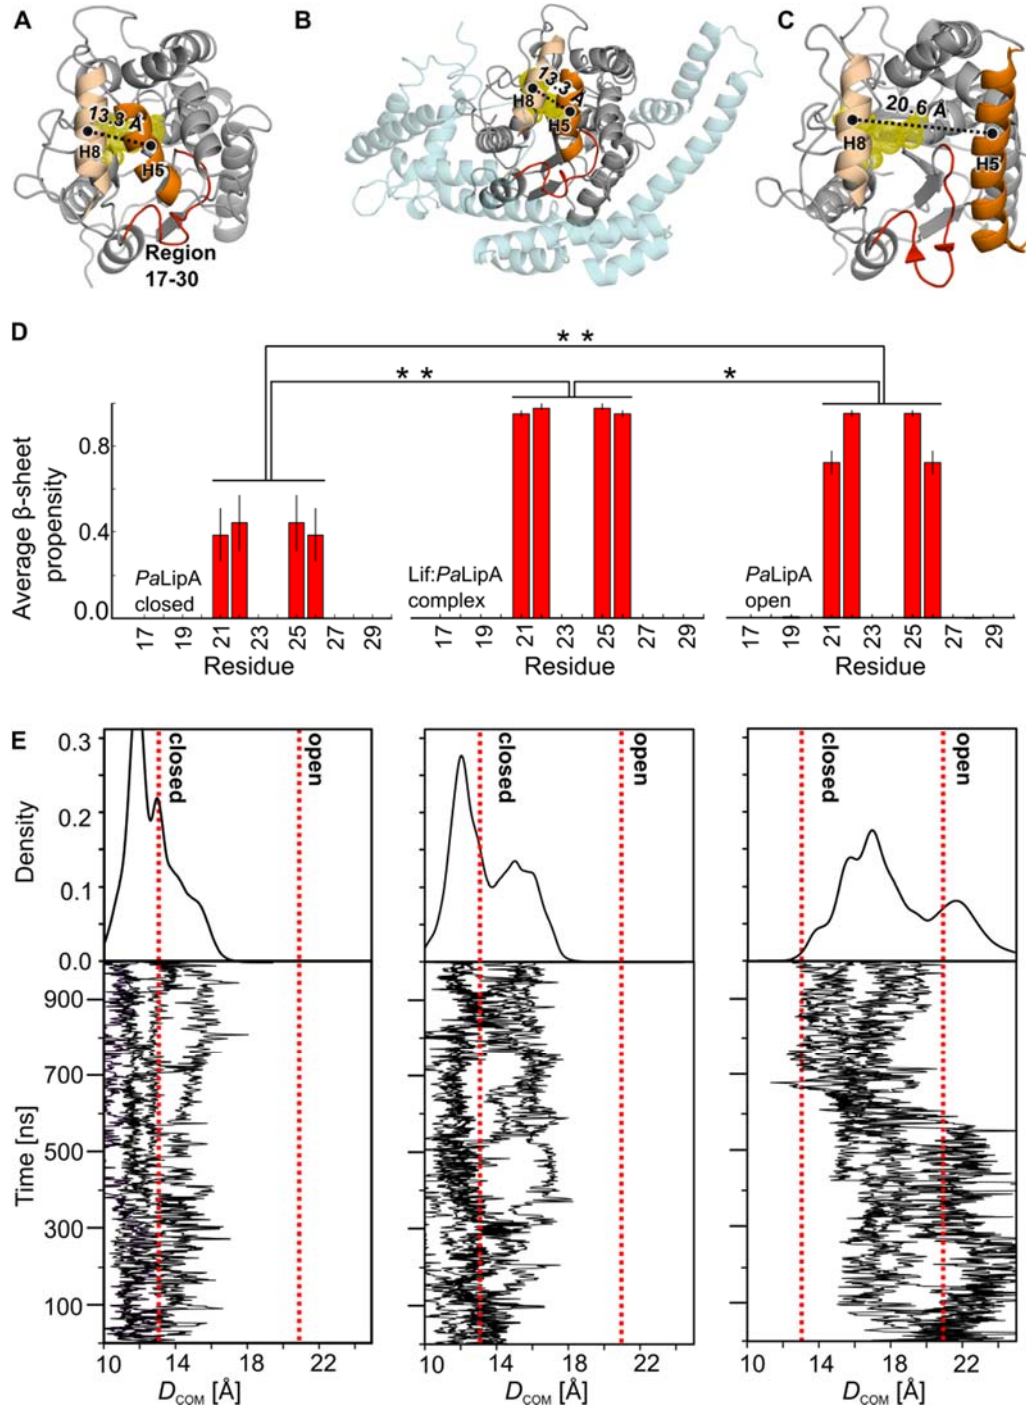 A
13.3 Å
H8
H5
Region
17-30
B
13.3 Å
H8
H5
C
20.6 Å
H8
H5
D
* *
* *
*
Average β-sheet
propensity
0.8
0.4
0.0
PaLipA
closed
17 19 21 23 25 27 29
Residue
Lif:PaLipA
complex
17 19 21 23 25 27 29
Residue
PaLipA
open
17 19 21 23 25 27 29
Residue
E
Density
0.3
0.2
0.1
0.0
closed
open
closed
open
closed
open
Time [ns]
900
700
500
300
100
10 14 18 22
DCOM [Å]
10 14 18 22
DCOM [Å]
10 14 18 22
DCOM [Å]